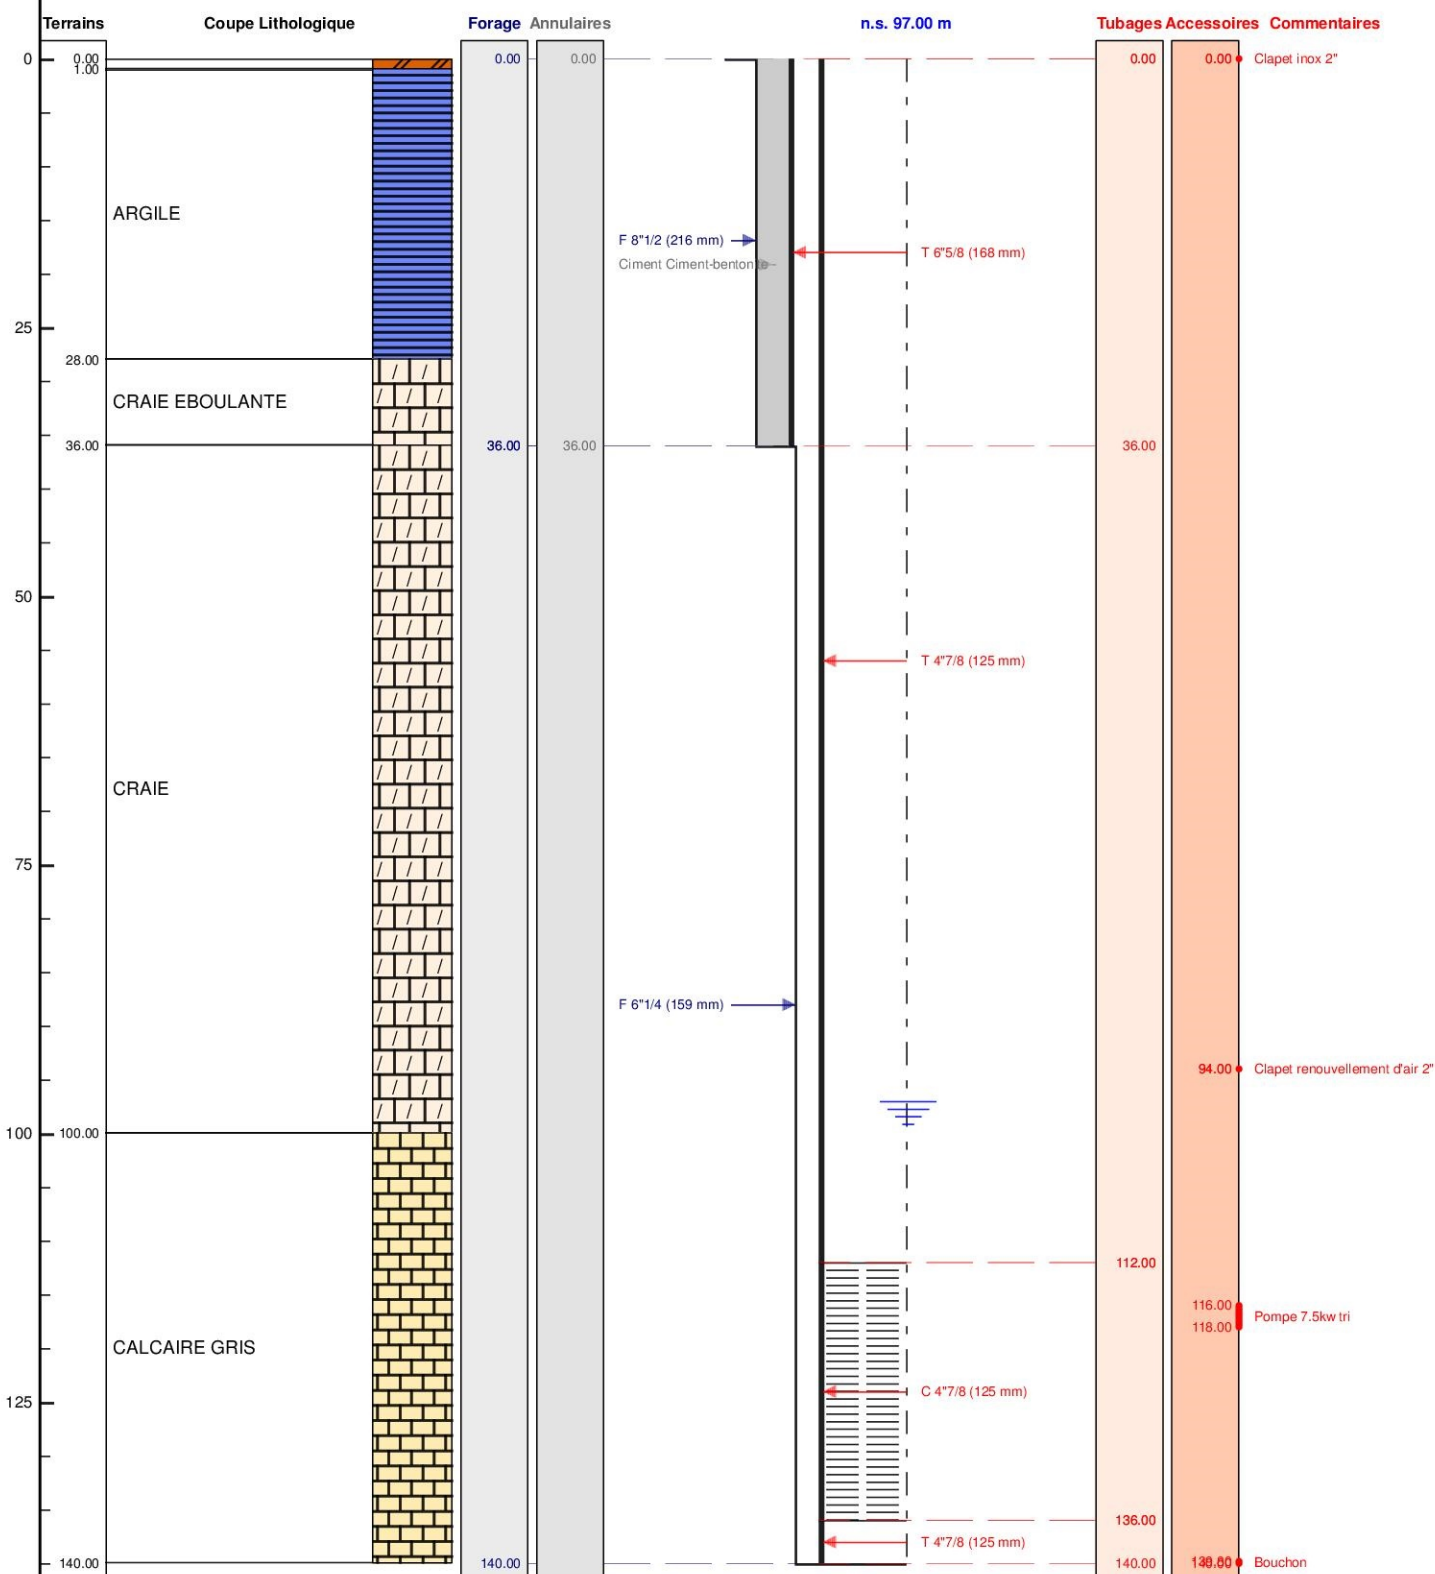 Terrains Coupe Lithologique Forage Annulaires n.s. 97.00 m Tubages Accessoires Commentaires
0 0.00 0.00 0.00 0.00 0.00 Clapet inox 2"
1.00
ARGILE
F 8"1/2 (216 mm) T 6"5/8 (168 mm)
Ciment Ciment-bentonite
25
28.00
CRAIE EBOULANTE
36.00 36.00 36.00 36.00
50
T 4"7/8 (125 mm)
CRAIE
75
F 6"1/4 (159 mm)
94.00 Clapet renouvellement d'air 2"
100 100.00
112.00
116.00
Pompe 7.5kw tri
118.00
CALCAIRE GRIS
C 4"7/8 (125 mm)
125
136.00
T 4"7/8 (125 mm)
140.00 140.00 140.00 Bouchon